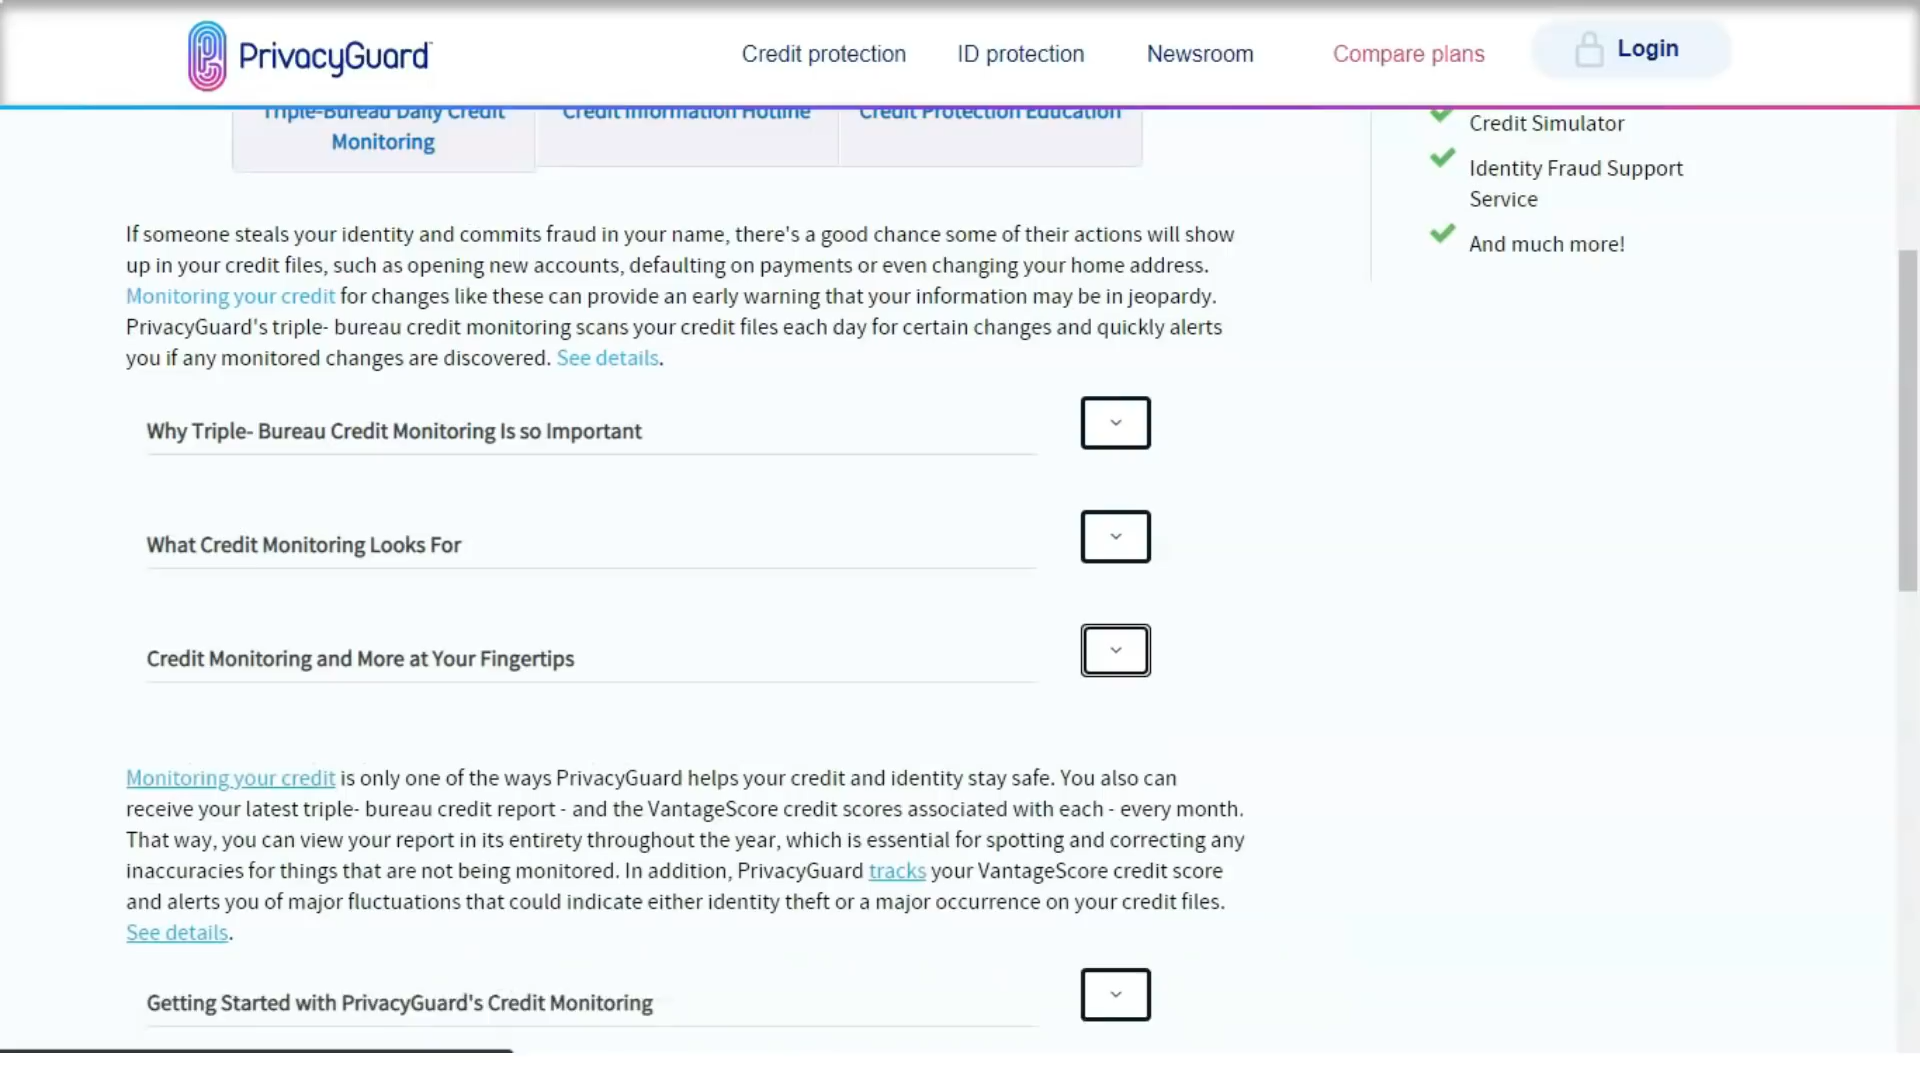 PrivacyGuard
Credit protection
ID protection
Newsroom
Compare plans
Login
Triple-Bureau Daily Credit
Monitoring
Credit Information Hotline
Credit Protection Education
Credit Simulator
Identity Fraud Support
Service
And much more!
If someone steals your identity and commits fraud in your name, there's a good chance some of their actions will show
up in your credit files, such as opening new accounts, defaulting on payments or even changing your home address.
Monitoring your credit for changes like these can provide an early warning that your information may be in jeopardy.
PrivacyGuard's triple- bureau credit monitoring scans your credit files each day for certain changes and quickly alerts
you if any monitored changes are discovered. See details.
Why Triple- Bureau Credit Monitoring Is so Important
What Credit Monitoring Looks For
Credit Monitoring and More at Your Fingertips
Monitoring your credit is only one of the ways PrivacyGuard helps your credit and identity stay safe. You also can
receive your latest triple- bureau credit report - and the VantageScore credit scores associated with each - every month.
That way, you can view your report in its entirety throughout the year, which is essential for spotting and correcting any
inaccuracies for things that are not being monitored. In addition, PrivacyGuard tracks your VantageScore credit score
and alerts you of major fluctuations that could indicate either identity theft or a major occurrence on your credit files.
See details.
Getting Started with PrivacyGuard's Credit Monitoring